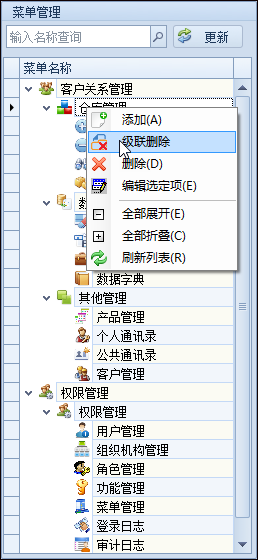 菜单管理
输入名称查询
更新
菜单名称
客户关系管理
仓库管理
添加(A)
级联删除
删除(D)
编辑选定项(E)
数
全部展开(E)
全部折叠(C)
刷新列表(R)
数据字典
其他管理
产品管理
个人通讯录
公共通讯录
客户管理
权限管理
权限管理
用户管理
组织机构管理
角色管理
功能管理
菜单管理
登录日志
审计日志